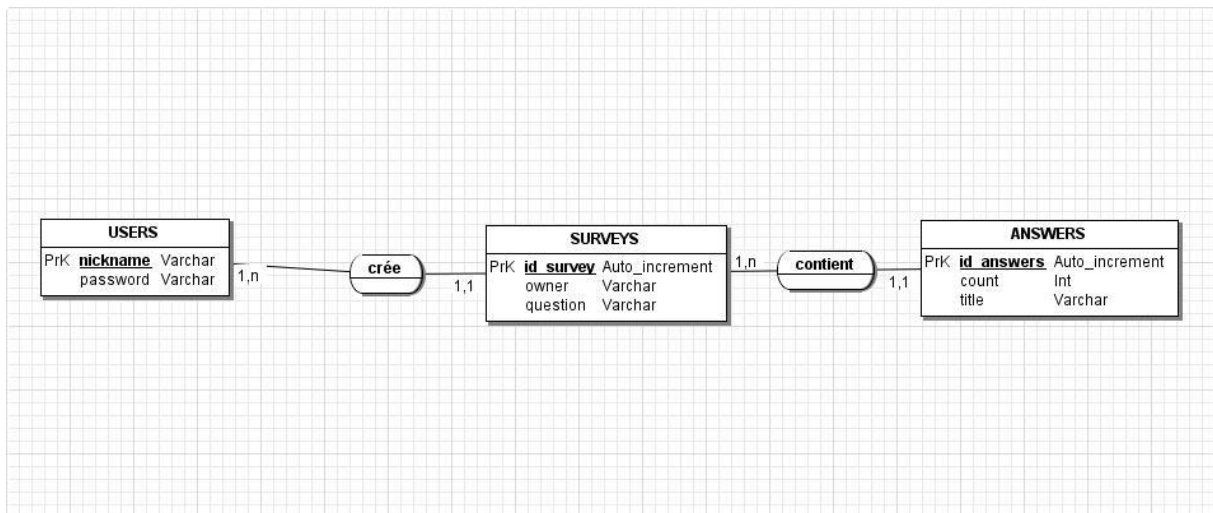 USERS
PrK nickname Varchar
password Varchar
1,n
crée
1,1
SURVEYS
PrK id_survey Auto_increment
owner Varchar
question Varchar
1,n
contient
1,1
ANSWERS
PrK id_answers Auto_increment
count Int
title Varchar